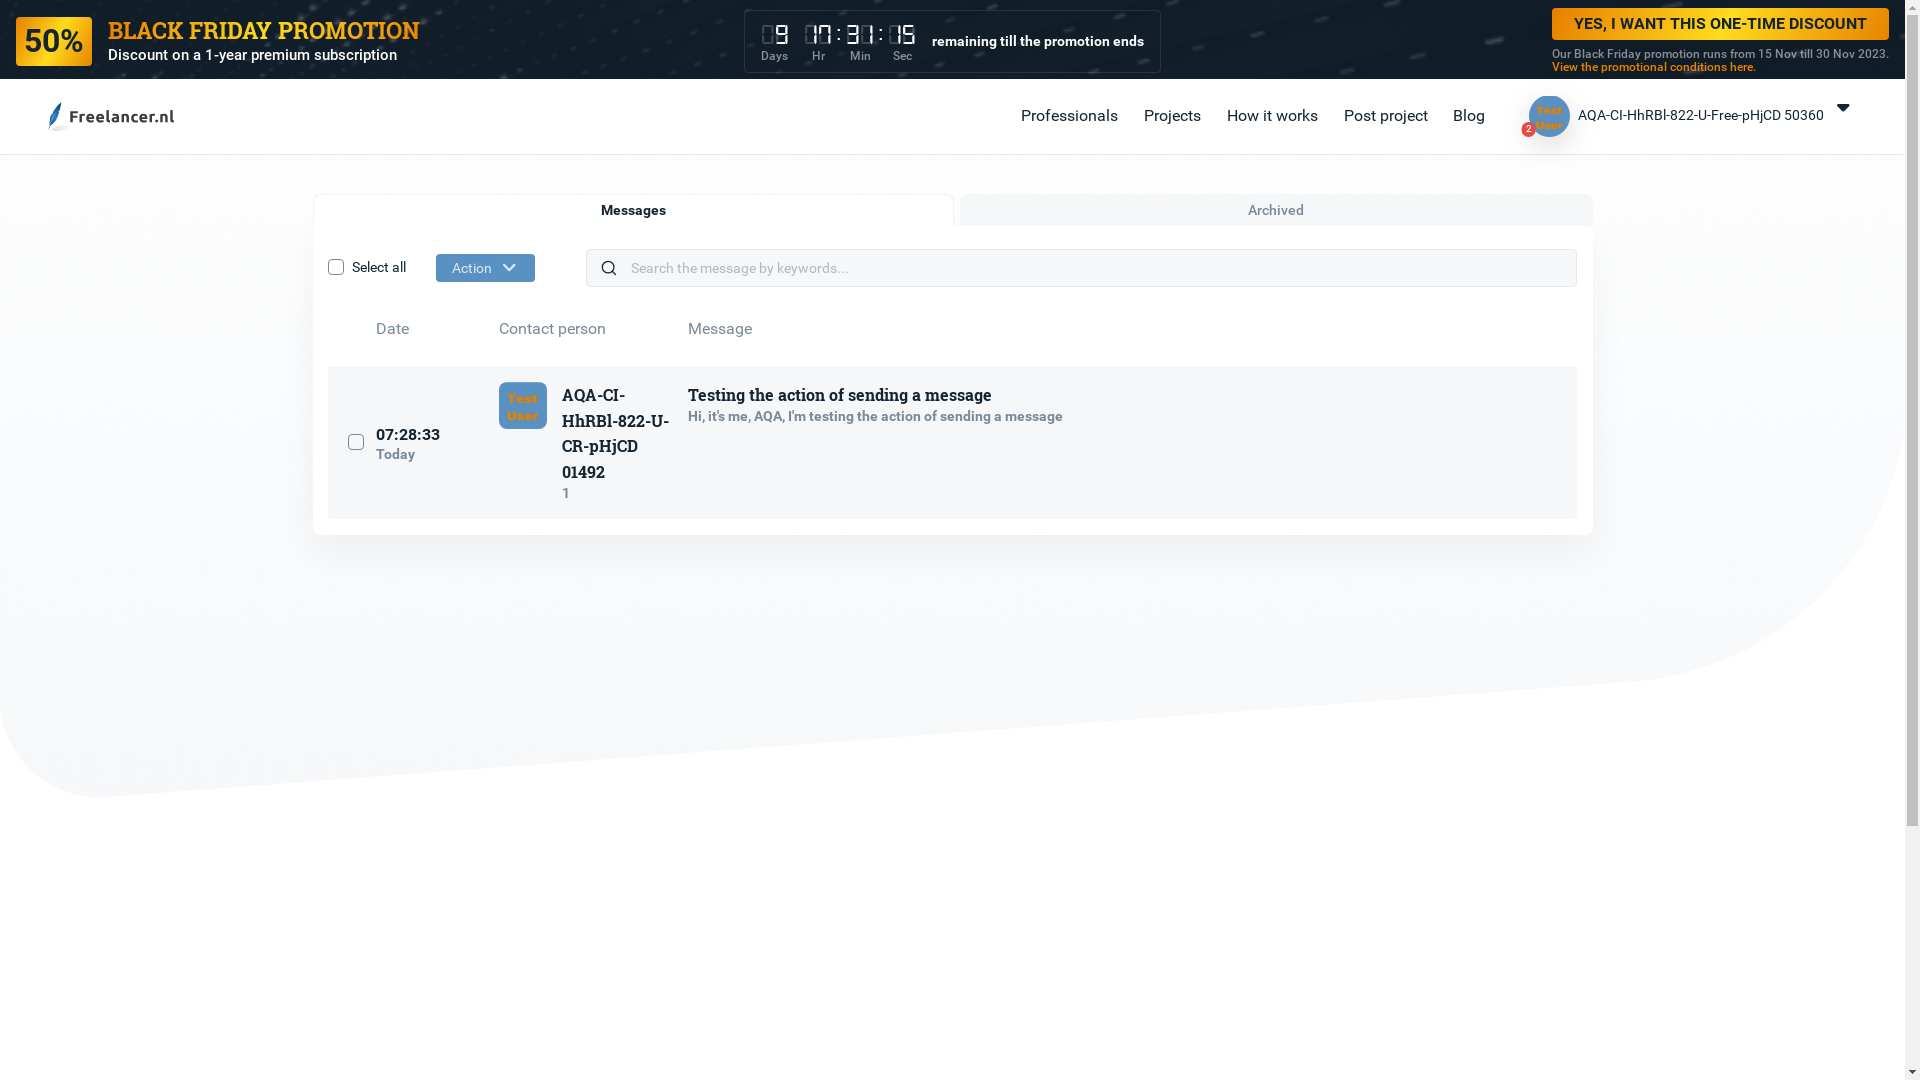 50%
BLACK FRIDAY PROMOTION
Discount on a 1-year premium subscription
9 17:31:15
Days Hr Min Sec
remaining till the promotion ends
YES, I WANT THIS ONE-TIME DISCOUNT
Our Black Friday promotion runs from 15 Nov till 30 Nov 2023.
View the promotional conditions here.
Freelancer.nl
Professionals Projects How it works Post project Blog
Test
User
2
AQA-CI-HhRBl-822-U-Free-pHjCD 50360
Messages
Archived
Select all
Action
Search the message by keywords...
Date Contact person Message
07:28:33
Today
Test
User
AQA-CI-
HhRBl-822-U-
CR-pHjCD
01492
1
Testing the action of sending a message
Hi, it's me, AQA, I'm testing the action of sending a message